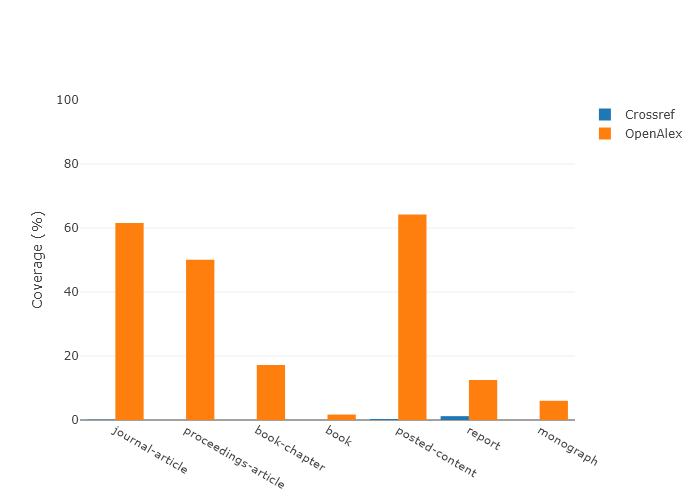 100
80
60
40
20
0
Coverage (%)
journal-article
proceedings-article
book-chapter
book
posted-content
report
monograph
Crossref
OpenAlex